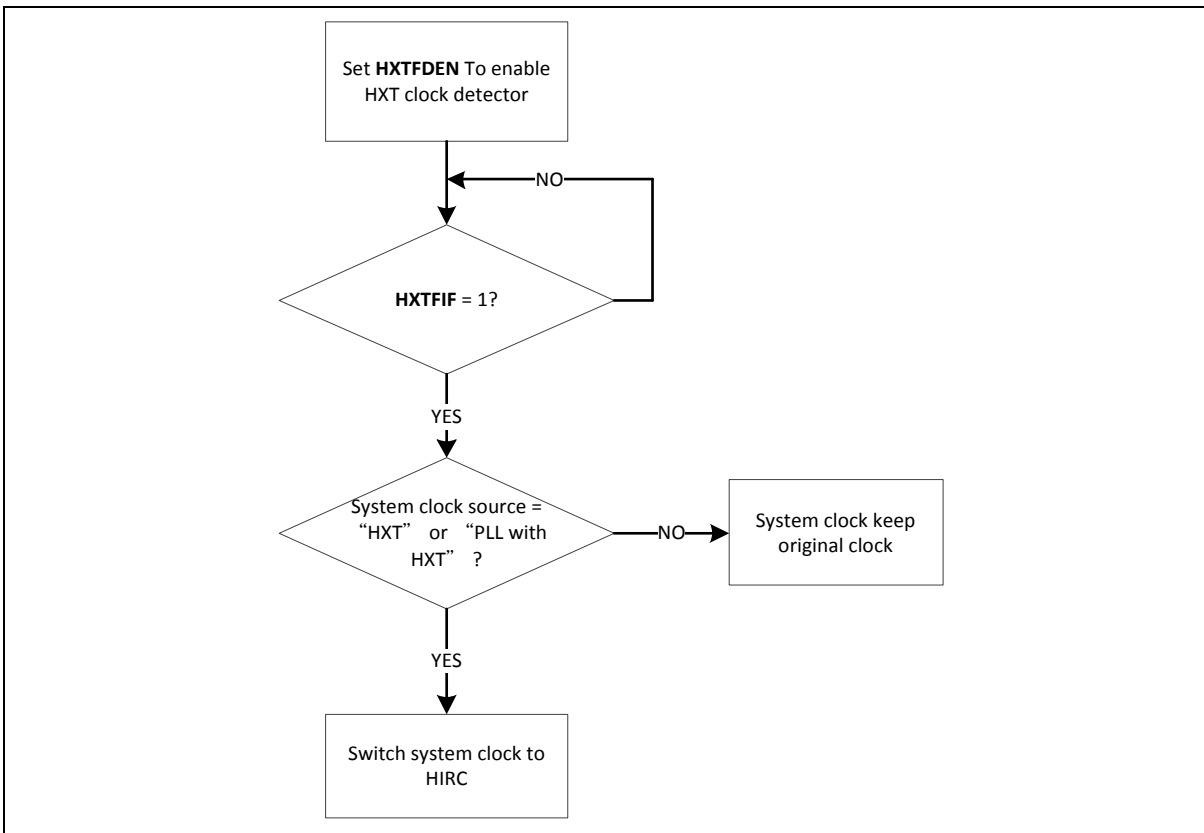 Set HXTFDEN To enable
HXT clock detector
NO
HXTFIF = 1?
YES
System clock source =
“HXT” or “PLL with
HXT” ?
NO
System clock keep
original clock
YES
Switch system clock to
HIRC